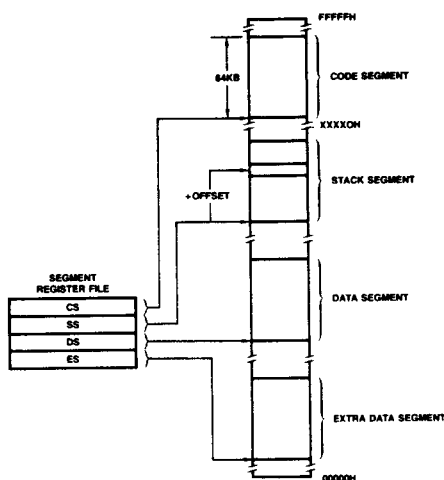 FFFFFH
64KB
CODE SEGMENT
XXXX0H
STACK SEGMENT
+OFFSET
SEGMENT
REGISTER FILE
CS
SS
DS
ES
DATA SEGMENT
EXTRA DATA SEGMENT
00000H